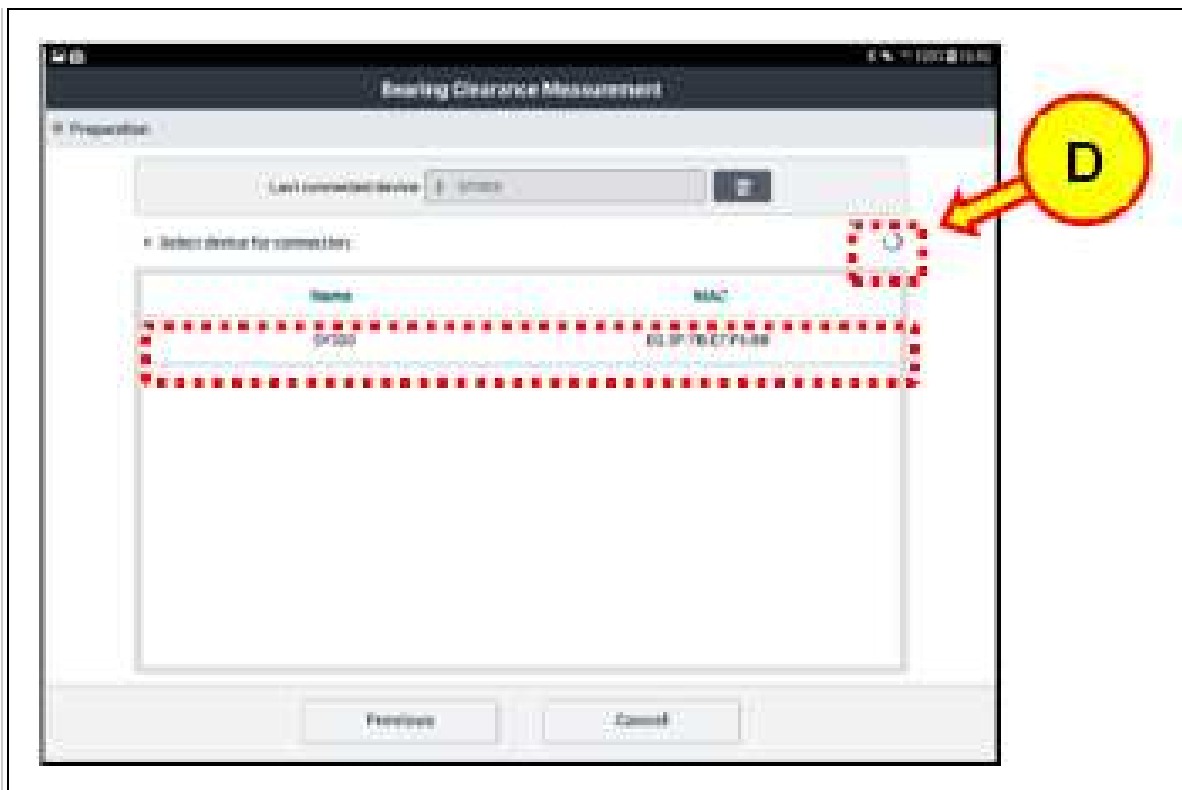 Bearing Clearance Measurement
Preparation
Last connected device
Select device for connection
Name MAC
Previous Cancel
D